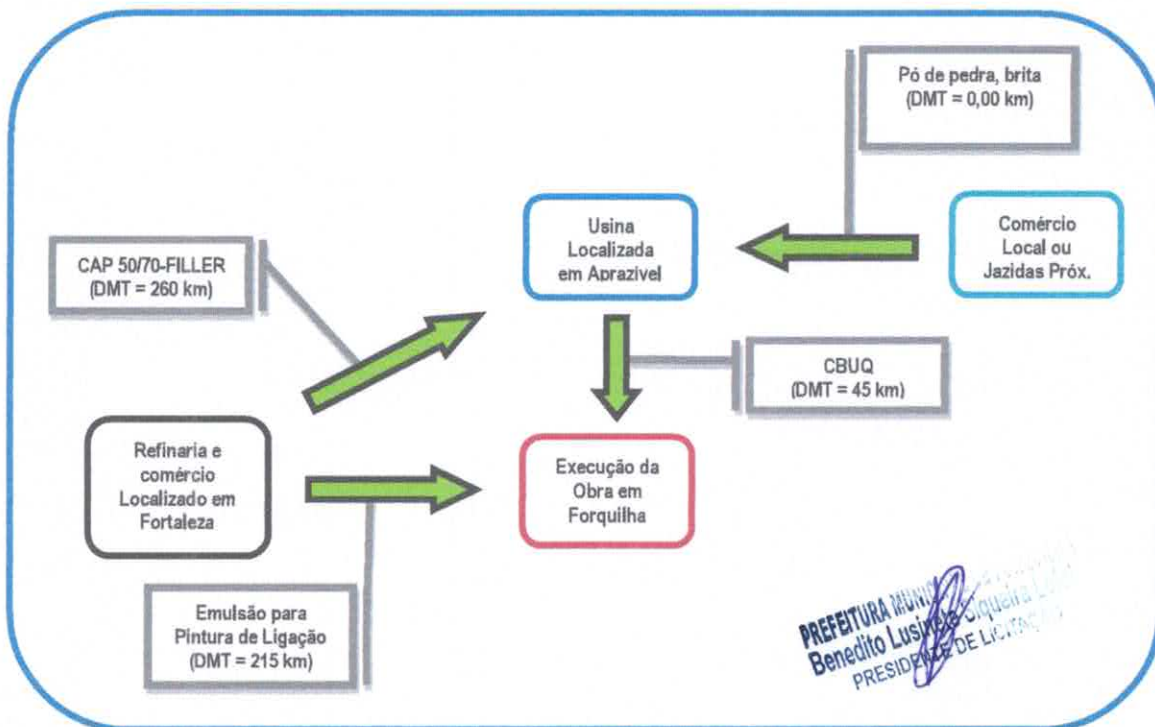 Pó de pedra, brita
(DMT = 0,00 km)
Usina
Localizada
em Aprazivel
Comércio
Local ou
Jazidas Próx.
CAP 50/70-FILLER
(DMT = 260 km)
CBUQ
(DMT = 45 km)
Refinaria e
comércio
Localizado em
Fortaleza
Execução da
Obra em
Forquilha
Emulsão para
Pintura de Ligação
(DMT = 215 km)
PREFEITURA
Benedito Siqueira
PRESIDENTE DE